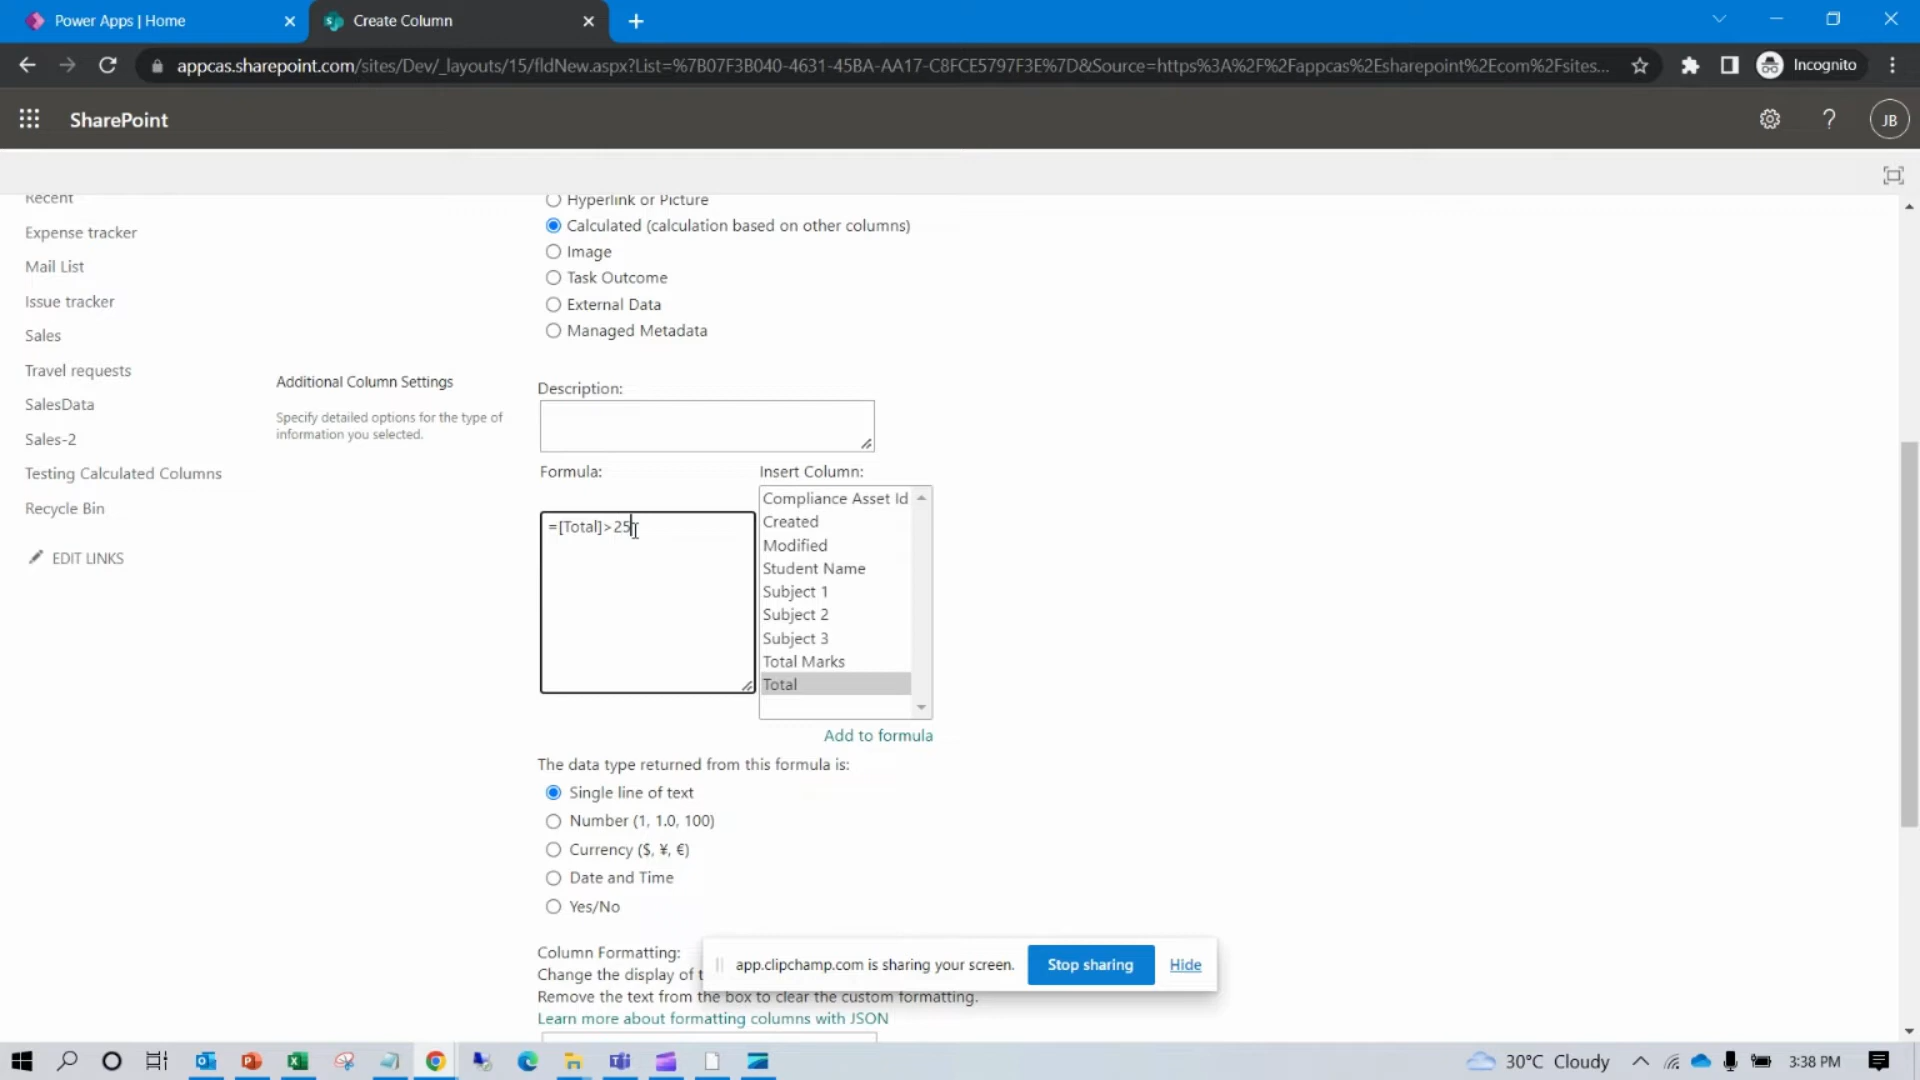 Power Apps | Home
Create Column
appcas.sharepoint.com/sites/Dev/_layouts/15/fldNew.aspx?List=%7B07F3B040-4631-45BA-AA17-C8FCE5797F3E%7D&Source=https%3A%2F%2Fappcas%2Esharepoint%2Ecom%2Fsites...
Incognito
SharePoint
JB
Recent
Expense tracker
Mail List
Issue tracker
Sales
Travel requests
SalesData
Sales-2
Testing Calculated Columns
Recycle Bin
EDIT LINKS
Hyperlink or Picture
Calculated (calculation based on other columns)
Image
Task Outcome
External Data
Managed Metadata
Additional Column Settings
Specify detailed options for the type of
information you selected.
Description:
Formula:
Insert Column:
=[Total]>25
Compliance Asset Id
Created
Modified
Student Name
Subject 1
Subject 2
Subject 3
Total Marks
Total
Add to formula
The data type returned from this formula is:
Single line of text
Number (1, 1.0, 100)
Currency ($, ¥, €)
Date and Time
Yes/No
Column Formatting:
Change the display of t
Remove the text from the box to clear the custom formatting.
Learn more about formatting columns with JSON
app.clipchamp.com is sharing your screen.
Stop sharing
Hide
30°C Cloudy
3:38 PM